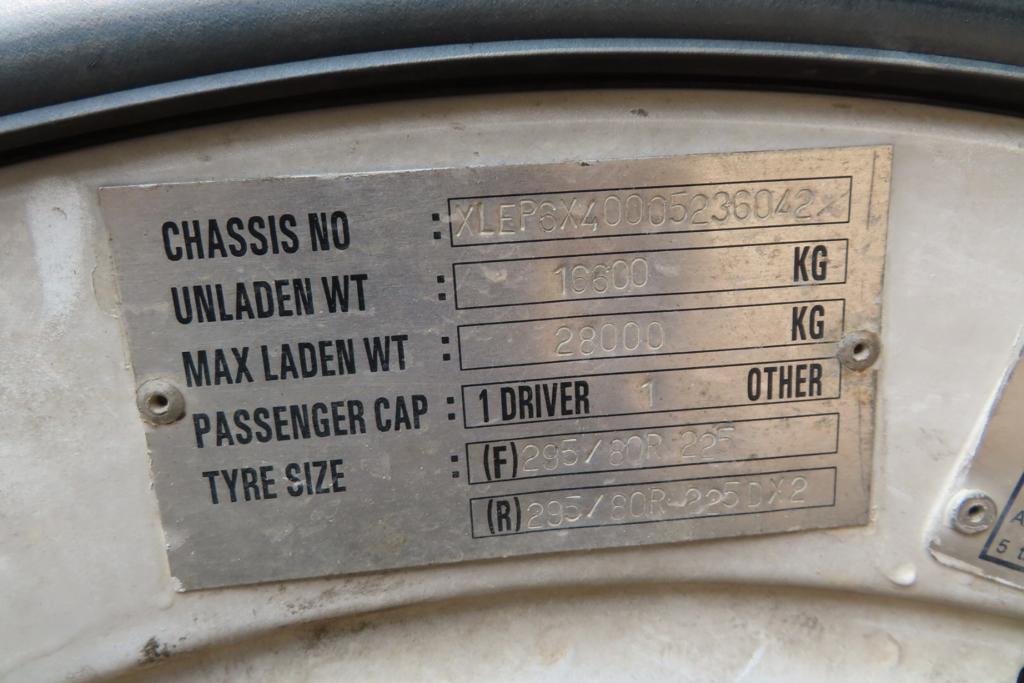 CHASSIS NO : XLEP6X40005236042
UNLADEN WT : 16600 KG
MAX LADEN WT : 28000 KG
PASSENGER CAP : 1 DRIVER 1 OTHER
TYRE SIZE : (F) 295/80R 225
(R) 295/80R 225DX2
A
5 t